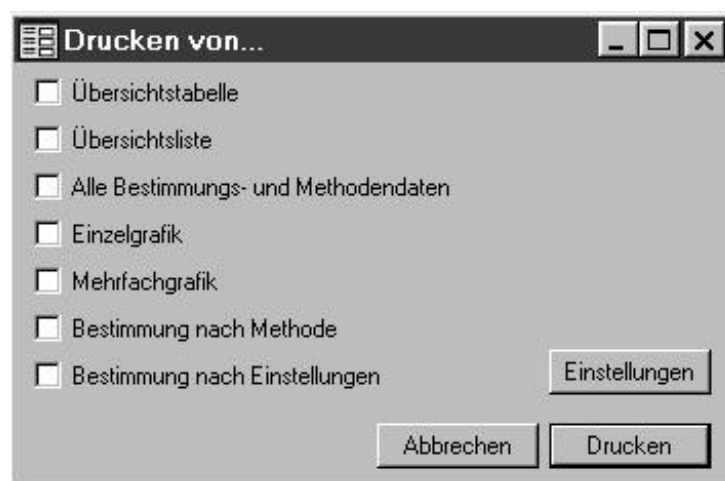 Drucken von...
Übersichtstabelle
Übersichtsliste
Alle Bestimmungs- und Methodendaten
Einzelgrafik
Mehrfachgrafik
Bestimmung nach Methode
Bestimmung nach Einstellungen
Einstellungen
Abbrechen
Drucken